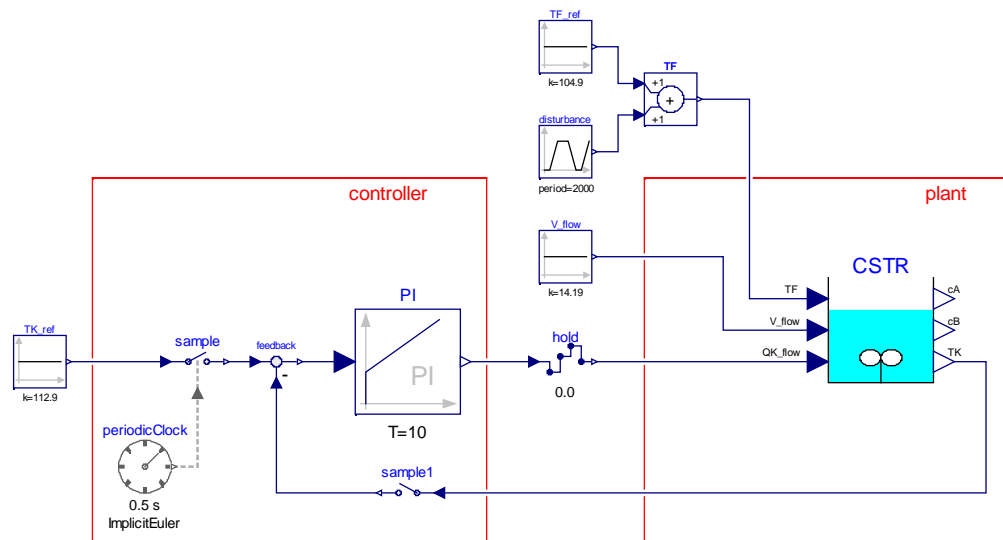 TF_ref
k=104.9
TF
+1
+
+1
disturbance
period=2000
controller
plant
V_flow
k=14.19
CSTR
TF
V_flow
QK_flow
cA
cB
TK
TK_ref
k=112.9
sample
feedback
-
PI
PI
T=10
hold
0.0
periodicClock
0.5 s
ImplicitEuler
sample1